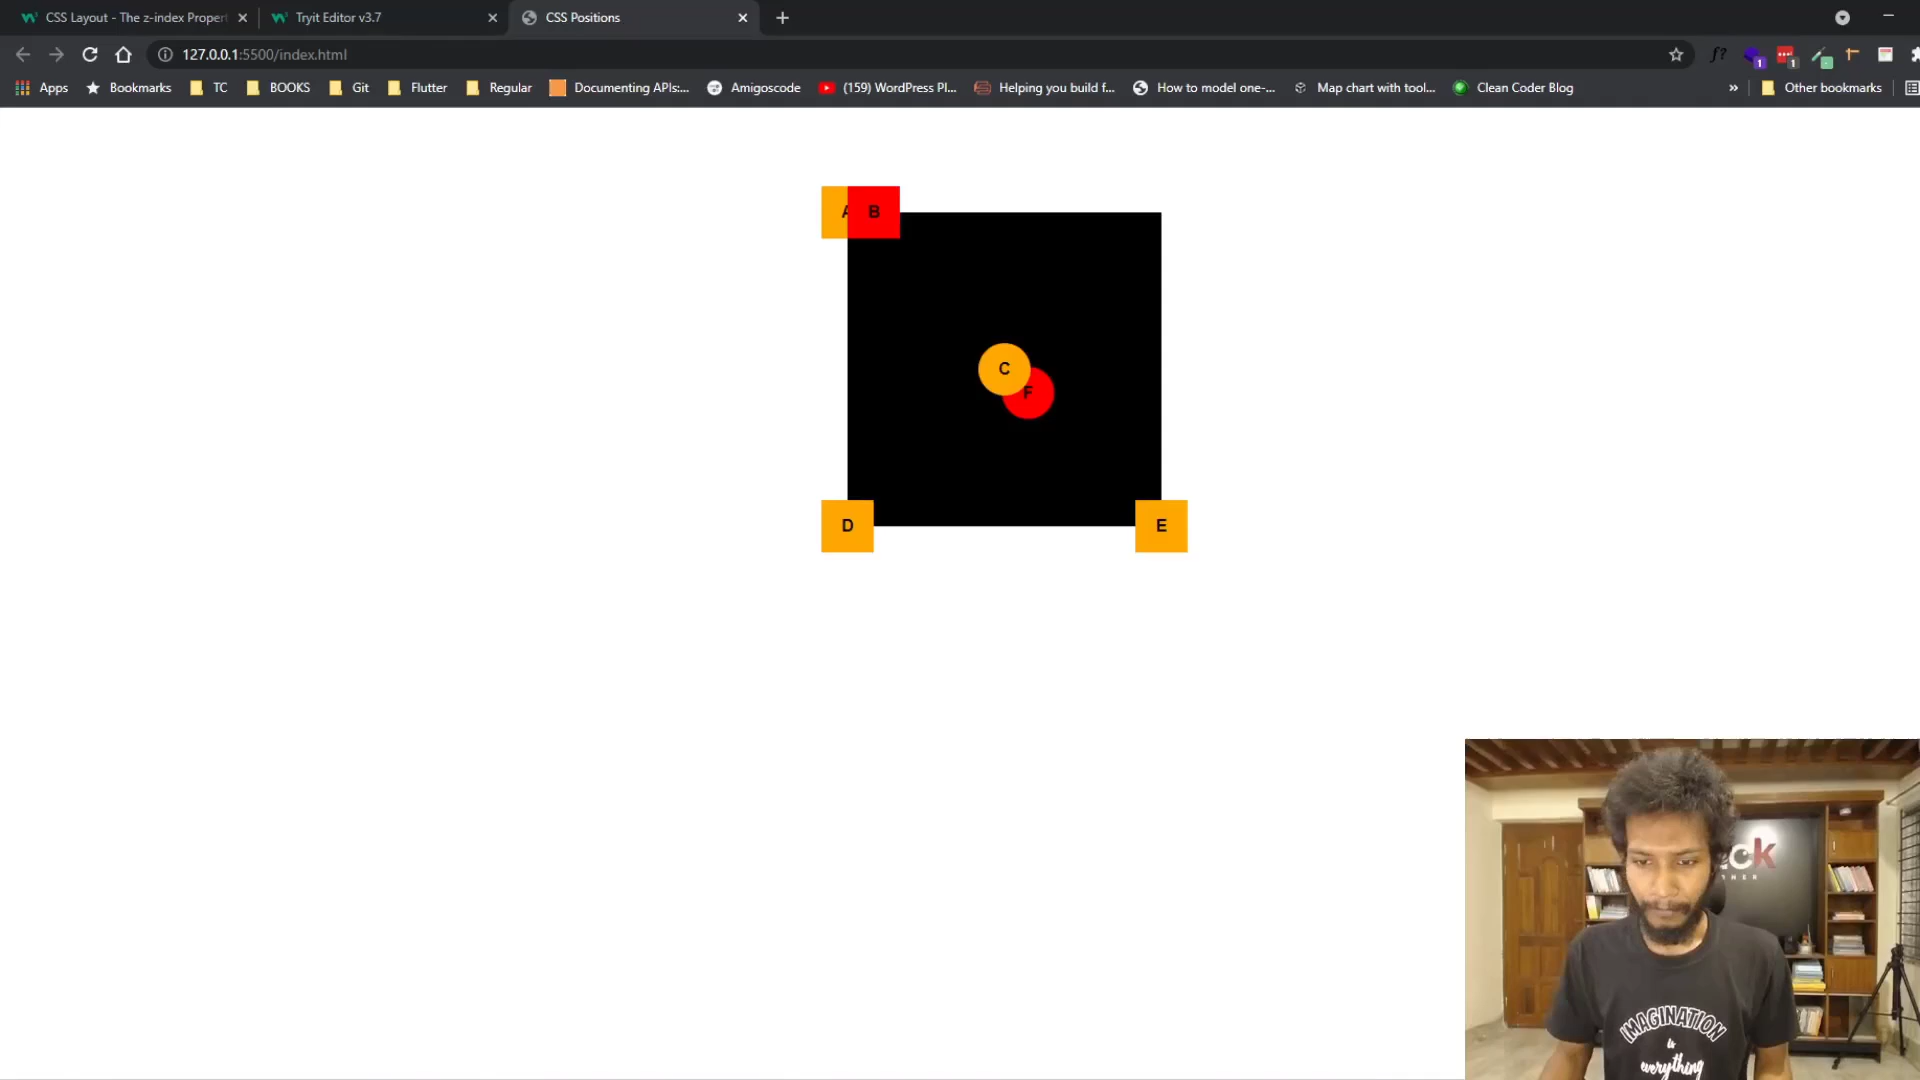 CSS Layout - The z-index Propert
Tryit Editor v3.7
CSS Positions
127.0.0.1:5500/index.html
f?
1
1
Apps
Bookmarks
TC
BOOKS
Git
Flutter
Regular
Documenting APIs:...
Amigoscode
(159) WordPress Pl...
Helping you build f...
How to model one-...
Map chart with tool...
Clean Coder Blog
»
Other bookmarks
A
B
C
F
D
E
IMAGINATION
is
everything